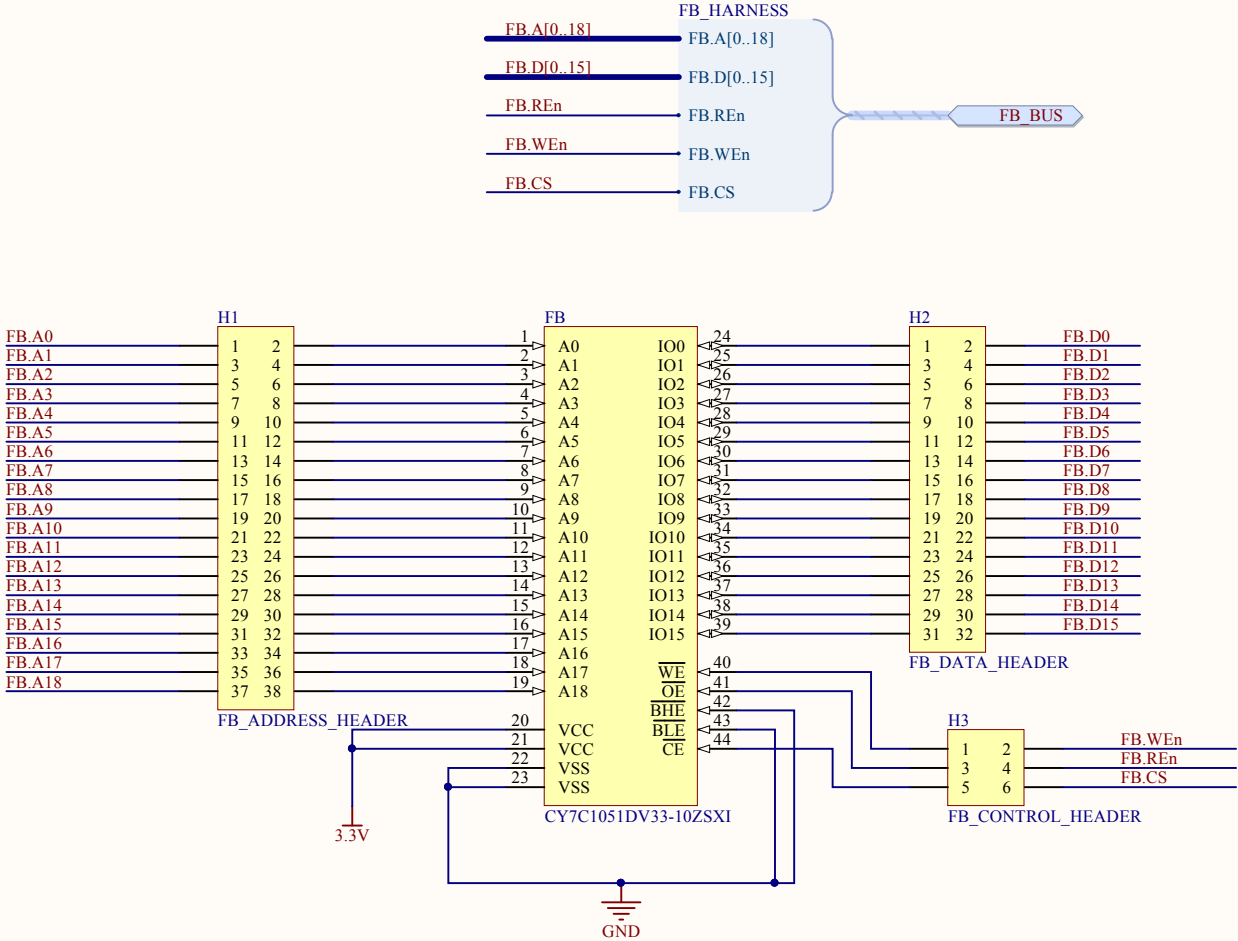 FB_HARNESS
FB.A[0..18] FB.A[0..18]
FB.D[0..15] FB.D[0..15]
FB.REn FB.REn
FB_BUS
FB.WEn FB.WEn
FB.CS FB.CS
H1 FB H2
FB.A0 1 2 1 A0 IO0 24 1 2 FB.D0
FB.A1 3 4 2 A1 IO1 25 3 4 FB.D1
FB.A2 5 6 3 A2 IO2 26 5 6 FB.D2
FB.A3 7 8 4 A3 IO3 27 7 8 FB.D3
FB.A4 9 10 5 A4 IO4 28 9 10 FB.D4
FB.A5 11 12 6 A5 IO5 29 11 12 FB.D5
FB.A6 13 14 7 A6 IO6 30 13 14 FB.D6
FB.A7 15 16 8 A7 IO7 31 15 16 FB.D7
FB.A8 17 18 9 A8 IO8 32 17 18 FB.D8
FB.A9 19 20 10 A9 IO9 33 19 20 FB.D9
FB.A10 21 22 11 A10 IO10 34 21 22 FB.D10
FB.A11 23 24 12 A11 IO11 35 23 24 FB.D11
FB.A12 25 26 13 A12 IO12 36 25 26 FB.D12
FB.A13 27 28 14 A13 IO13 37 27 28 FB.D13
FB.A14 29 30 15 A14 IO14 38 29 30 FB.D14
FB.A15 31 32 16 A15 IO15 39 31 32 FB.D15
FB.A16 33 34 17 A16
FB_DATA_HEADER
FB.A17 35 36 18 A17 WE 40
FB.A18 37 38 19 A18 OE 41
FB_ADDRESS_HEADER
BHE 42
H3
20 VCC BLE 43
21 VCC CE 44 1 2 FB.WEn
22 VSS 3 4 FB.REn
23 VSS 5 6 FB.CS
CY7C1051DV33-10ZSXI FB_CONTROL_HEADER
3.3V
GND